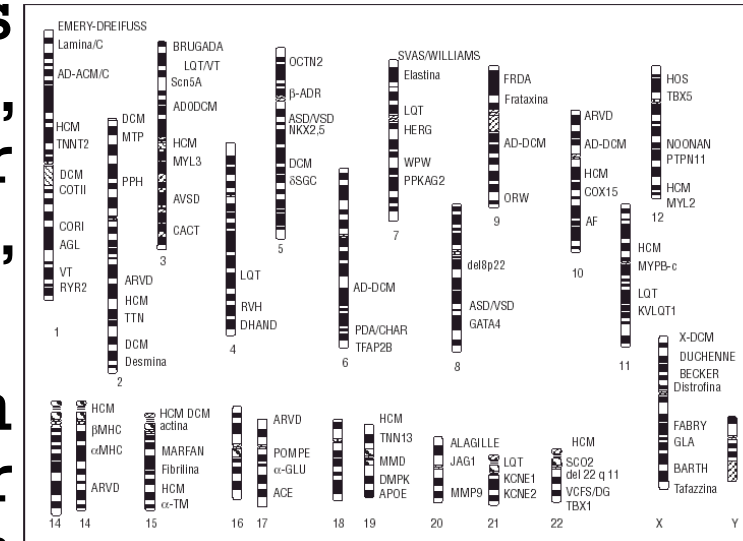 EMERY-DREIFUSS
Lamina/C
AD-ACM/C
HCM
TNNT2
DCM
COTII
CORI
AGL
VT
RYR2
1
DCM
MTP
PPH
ARVD
HCM
TTN
DCM
Desmina
2
BRUGADA
LQT/VT
Scn5A
AD0DCM
HCM
MYL3
AVSD
CACT
3
LQT
RVH
DHAND
4
OCTN2
β-ADR
ASD/VSD
NKX2,5
DCM
δSGC
5
AD-DCM
PDA/CHAR
TFAP2B
6
SVAS/WILLIAMS
Elastina
LQT
HERG
WPW
PPKAG2
7
del8p22
ASD/VSD
GATA4
8
FRDA
Frataxina
AD-DCM
ORW
9
ARVD
AD-DCM
HCM
COX15
AF
10
HCM
MYPB-c
LQT
KVLQT1
11
HOS
TBX5
NOONAN
PTPN11
HCM
MYL2
12
HCM
βMHC
αMHC
ARVD
14 14
HCM DCM
actina
MARFAN
Fibrilina
HCM
α-TM
15
16
ARVD
POMPE
α-GLU
ACE
17
18
HCM
TNN13
MMD
DMPK
APOE
19
ALAGILLE
JAG1
MMP9
20
LQT
KCNE1
KCNE2
21
HCM
SCO2
del 22 q 11
VCFS/DG
TBX1
22
X-DCM
DUCHENNE
BECKER
Distrofina
FABRY
GLA
BARTH
Tafazzina
X
Y
s
,
r
,
n
r